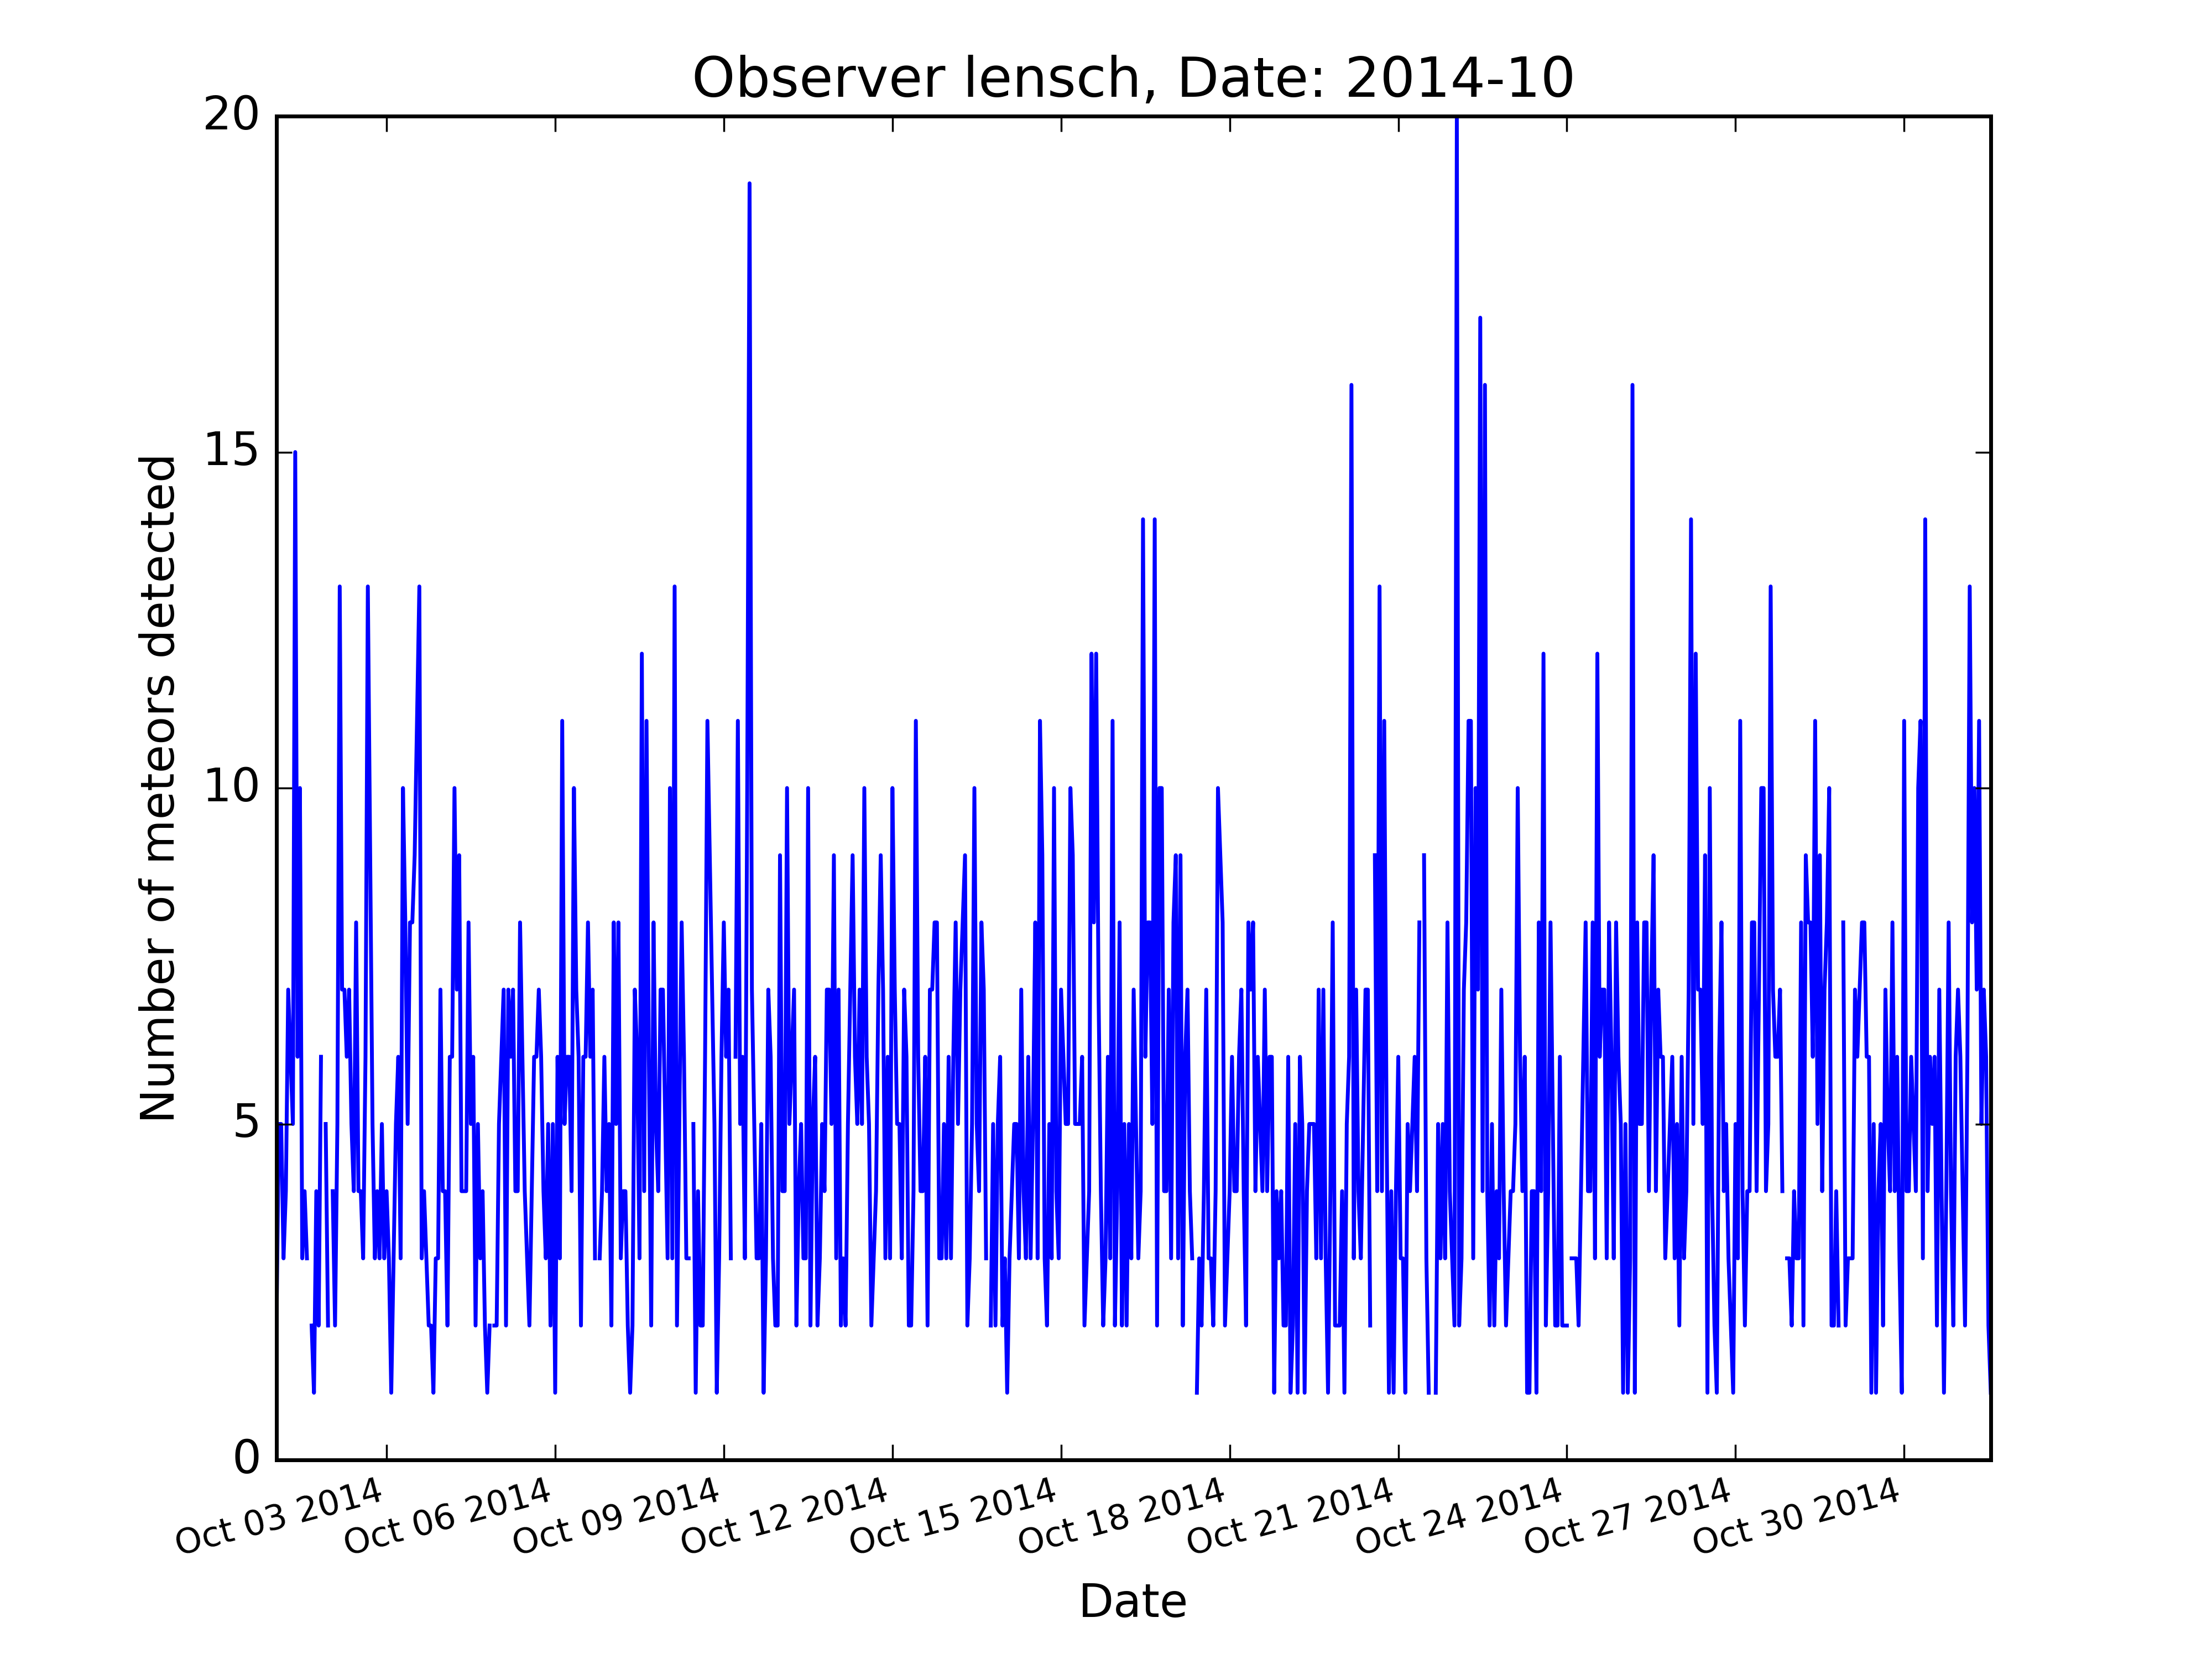 Observer lensch, Date: 2014-10
Number of meteors detected
20
15
10
5
0
Oct 03 2014
Oct 06 2014
Oct 09 2014
Oct 12 2014
Oct 15 2014
Oct 18 2014
Oct 21 2014
Oct 24 2014
Oct 27 2014
Oct 30 2014
Date